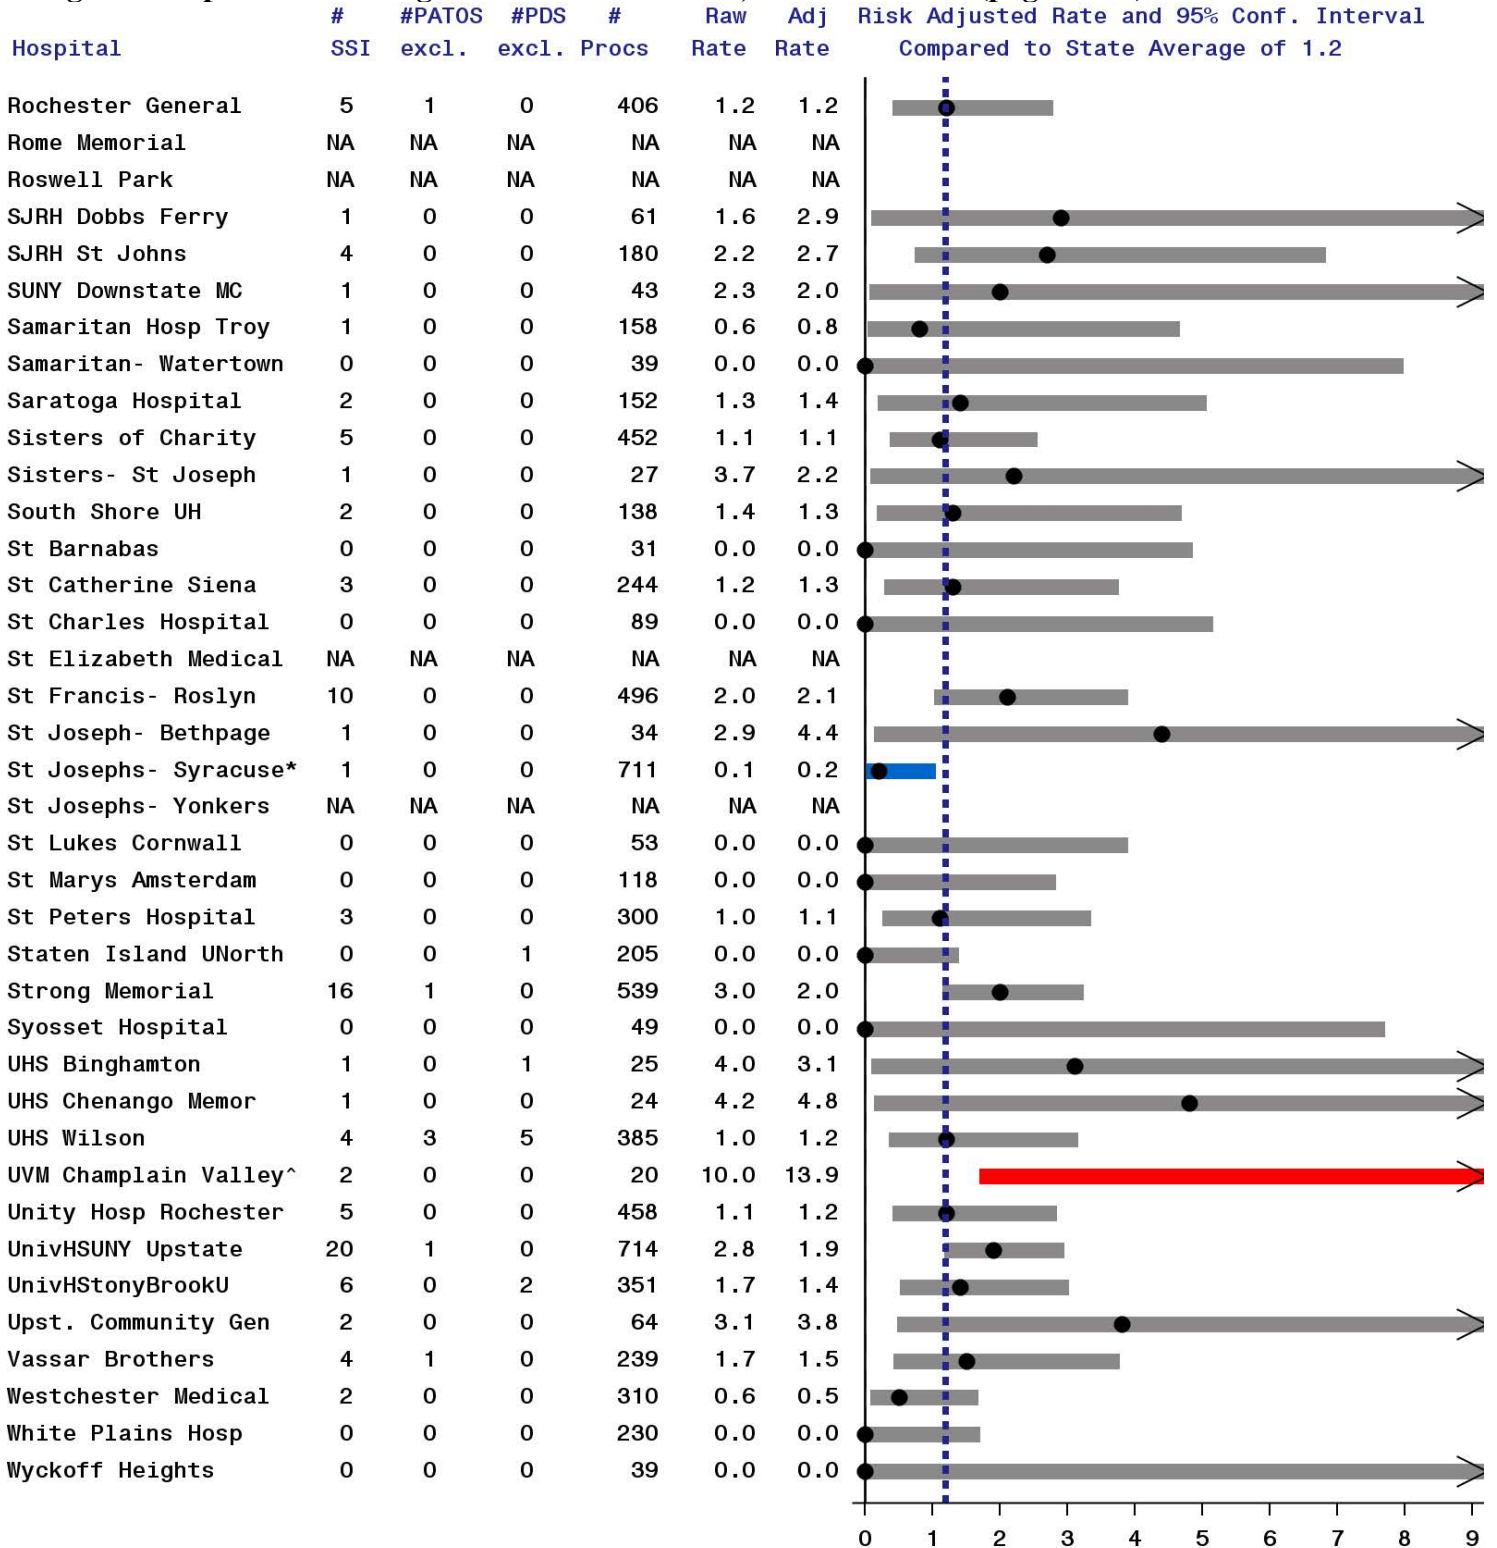 # #PATOS #PDS # Raw Adj Risk Adjusted Rate and 95% Conf. Interval
Hospital SSI excl. excl. Procs Rate Rate Compared to State Average of 1.2
Rochester General 5 1 0 406 1.2 1.2
Rome Memorial NA NA NA NA NA NA
Roswell Park NA NA NA NA NA NA
SJRH Dobbs Ferry 1 0 0 61 1.6 2.9
SJRH St Johns 4 0 0 180 2.2 2.7
SUNY Downstate MC 1 0 0 43 2.3 2.0
Samaritan Hosp Troy 1 0 0 158 0.6 0.8
Samaritan- Watertown 0 0 0 39 0.0 0.0
Saratoga Hospital 2 0 0 152 1.3 1.4
Sisters of Charity 5 0 0 452 1.1 1.1
Sisters- St Joseph 1 0 0 27 3.7 2.2
South Shore UH 2 0 0 138 1.4 1.3
St Barnabas 0 0 0 31 0.0 0.0
St Catherine Siena 3 0 0 244 1.2 1.3
St Charles Hospital 0 0 0 89 0.0 0.0
St Elizabeth Medical NA NA NA NA NA NA
St Francis- Roslyn 10 0 0 496 2.0 2.1
St Joseph- Bethpage 1 0 0 34 2.9 4.4
St Josephs- Syracuse* 1 0 0 711 0.1 0.2
St Josephs- Yonkers NA NA NA NA NA NA
St Lukes Cornwall 0 0 0 53 0.0 0.0
St Marys Amsterdam 0 0 0 118 0.0 0.0
St Peters Hospital 3 0 0 300 1.0 1.1
Staten Island UNorth 0 0 1 205 0.0 0.0
Strong Memorial 16 1 0 539 3.0 2.0
Syosset Hospital 0 0 0 49 0.0 0.0
UHS Binghamton 1 0 1 25 4.0 3.1
UHS Chenango Memor 1 0 0 24 4.2 4.8
UHS Wilson 4 3 5 385 1.0 1.2
UVM Champlain Valley^ 2 0 0 20 10.0 13.9
Unity Hosp Rochester 5 0 0 458 1.1 1.2
UnivHSUNY Upstate 20 1 0 714 2.8 1.9
UnivHStonyBrookU 6 0 2 351 1.7 1.4
Upst. Community Gen 2 0 0 64 3.1 3.8
Vassar Brothers 4 1 0 239 1.7 1.5
Westchester Medical 2 0 0 310 0.6 0.5
White Plains Hosp 0 0 0 230 0.0 0.0
Wyckoff Heights 0 0 0 39 0.0 0.0
0 1 2 3 4 5 6 7 8 9